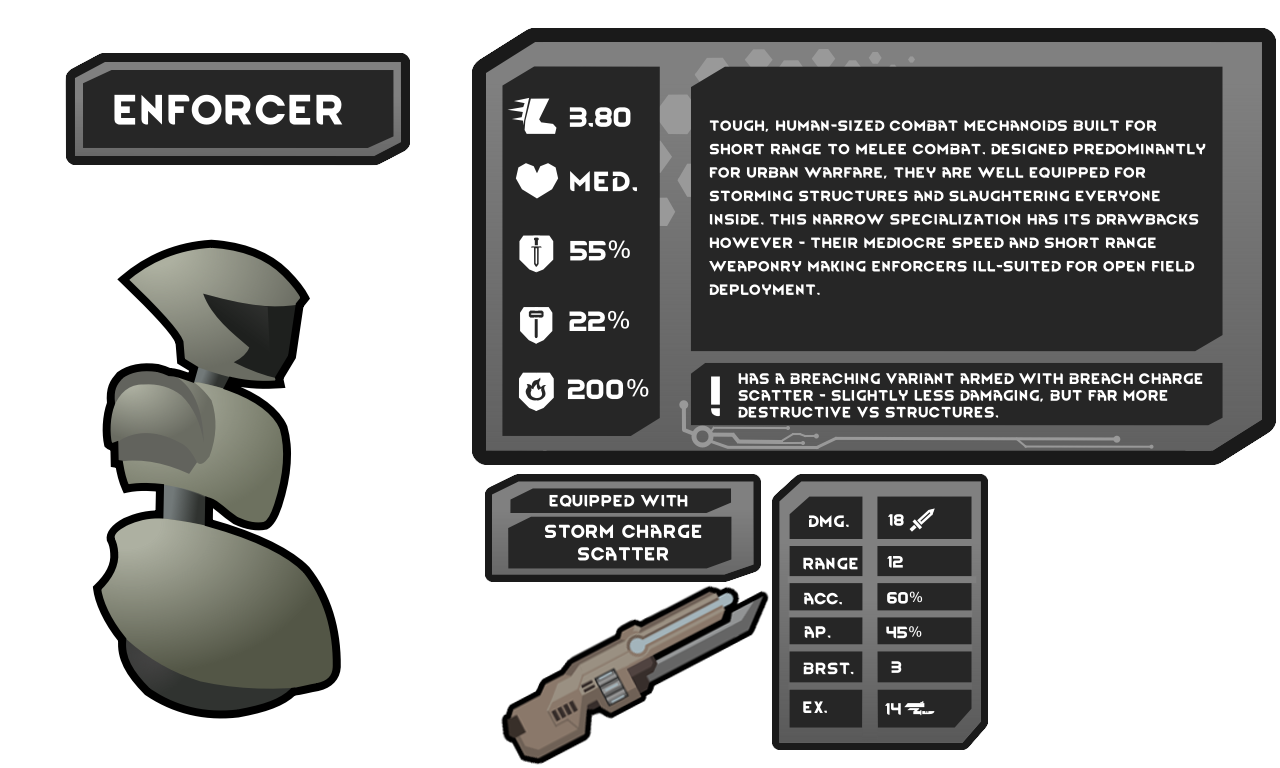 ENFORCER
3.80
MED.
55%
22%
200%
TOUGH, HUMAN-SIZED COMBAT MECHANOIDS BUILT FOR
SHORT RANGE TO MELEE COMBAT. DESIGNED PREDOMINANTLY
FOR URBAN WARFARE, THEY ARE WELL EQUIPPED FOR
STORMING STRUCTURES AND SLAUGHTERING EVERYONE
INSIDE. THIS NARROW SPECIALIZATION HAS ITS DRAWBACKS
HOWEVER - THEIR MEDIOCRE SPEED AND SHORT RANGE
WEAPONRY MAKING ENFORCERS ILL-SUITED FOR OPEN FIELD
DEPLOYMENT.
!
HAS A BREACHING VARIANT ARMED WITH BREACH CHARGE
SCATTER - SLIGHTLY LESS DAMAGING, BUT FAR MORE
DESTRUCTIVE VS STRUCTURES.
EQUIPPED WITH
STORM CHARGE
SCATTER
DMG. 18
RANGE 12
ACC. 60%
AP. 45%
BRST. 3
EX. 14